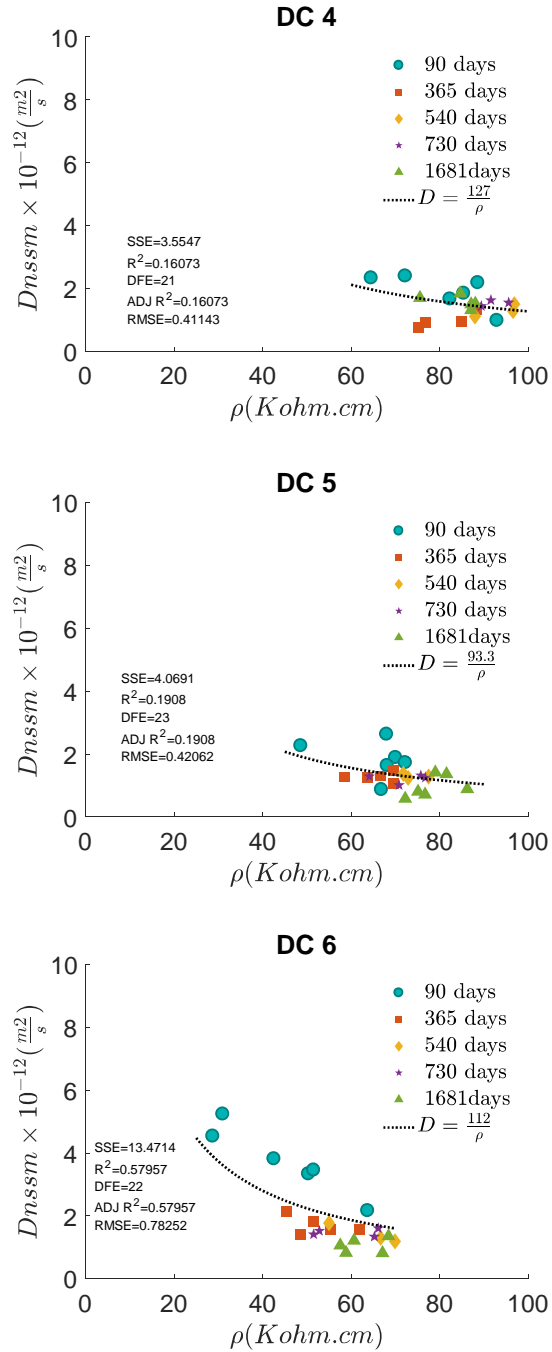 DC 4
10
8
6
4
2
0
Dnssm × 10⁻¹²(m2/s)
90 days
365 days
540 days
730 days
1681days
D = 127/ρ
SSE=3.5547
R²=0.16073
DFE=21
ADJ R²=0.16073
RMSE=0.41143
0 20 40 60 80 100
ρ(Kohm.cm)
DC 5
10
8
6
4
2
0
Dnssm × 10⁻¹²(m2/s)
90 days
365 days
540 days
730 days
1681days
D = 93.3/ρ
SSE=4.0691
R²=0.1908
DFE=23
ADJ R²=0.1908
RMSE=0.42062
0 20 40 60 80 100
ρ(Kohm.cm)
DC 6
10
8
6
4
2
0
Dnssm × 10⁻¹²(m2/s)
90 days
365 days
540 days
730 days
1681days
D = 112/ρ
SSE=13.4714
R²=0.57957
DFE=22
ADJ R²=0.57957
RMSE=0.78252
0 20 40 60 80 100
ρ(Kohm.cm)